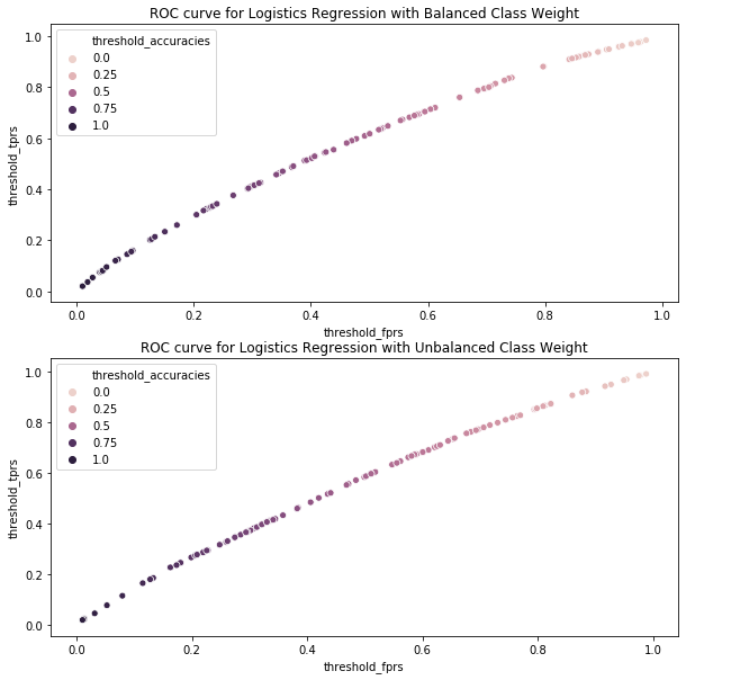 ROC curve for Logistics Regression with Balanced Class Weight
threshold_accuracies
0.0
0.25
0.5
0.75
1.0
threshold_tprs
1.0
0.8
0.6
0.4
0.2
0.0
0.0 0.2 0.4 0.6 0.8 1.0
threshold_fprs
ROC curve for Logistics Regression with Unbalanced Class Weight
threshold_accuracies
0.0
0.25
0.5
0.75
1.0
threshold_tprs
1.0
0.8
0.6
0.4
0.2
0.0
0.0 0.2 0.4 0.6 0.8 1.0
threshold_fprs